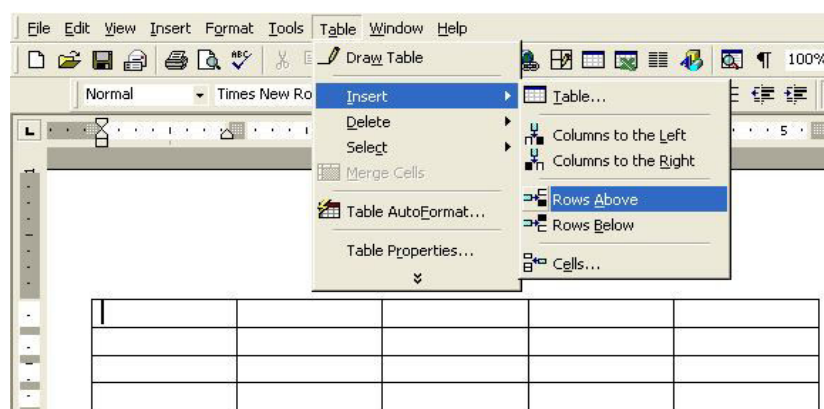 File Edit View Insert Format Tools Table Window Help
ABC ¶ 100%
Normal Times New Ro
Draw Table
Insert
Delete
Select
Merge Cells
Table AutoFormat...
Table Properties...
Table...
Columns to the Left
Columns to the Right
Rows Above
Rows Below
Cells...
L
5
1